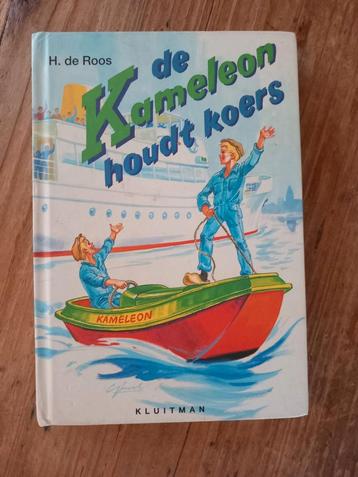 H. de Roos
de
Kameleon
houdt koers
KAMELEON
KLUITMAN